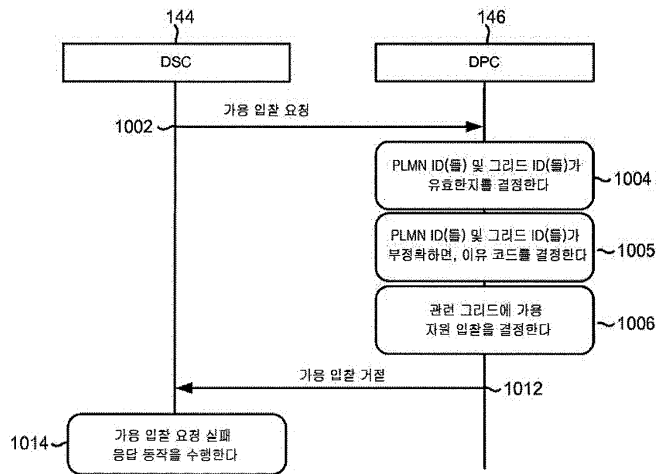 144
146
DSC
DPC
가용 입찰 요청
1002
PLMN ID(들) 및 그리드 ID(들)가
유효한지를 결정한다
1004
PLMN ID(들) 및 그리드 ID(들)가
부정확하면, 이유 코드를 결정한다
1005
관련 그리드에 가용
자원 입찰을 결정한다
1006
가용 입찰 거절
1012
1014
가용 입찰 요청 실패
응답 동작을 수행한다